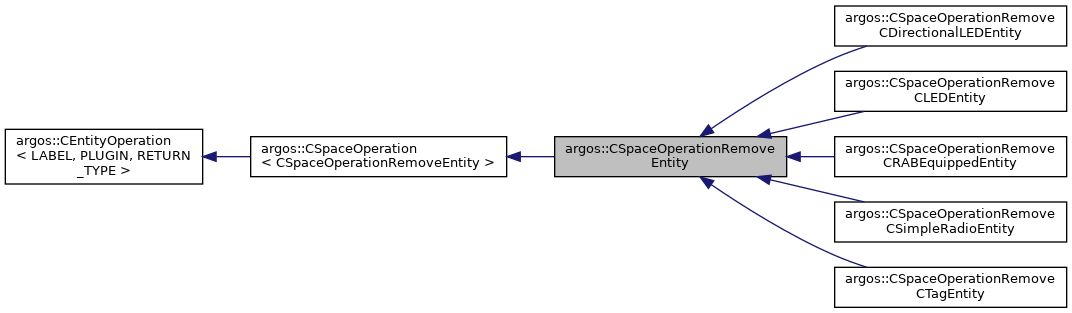 argos::CEntityOperation
< LABEL, PLUGIN, RETURN
_TYPE >
argos::CSpaceOperation
< CSpaceOperationRemoveEntity >
argos::CSpaceOperationRemove
Entity
argos::CSpaceOperationRemove
CDirectionalLEDEntity
argos::CSpaceOperationRemove
CLEDEntity
argos::CSpaceOperationRemove
CRABEquippedEntity
argos::CSpaceOperationRemove
CSimpleRadioEntity
argos::CSpaceOperationRemove
CTagEntity